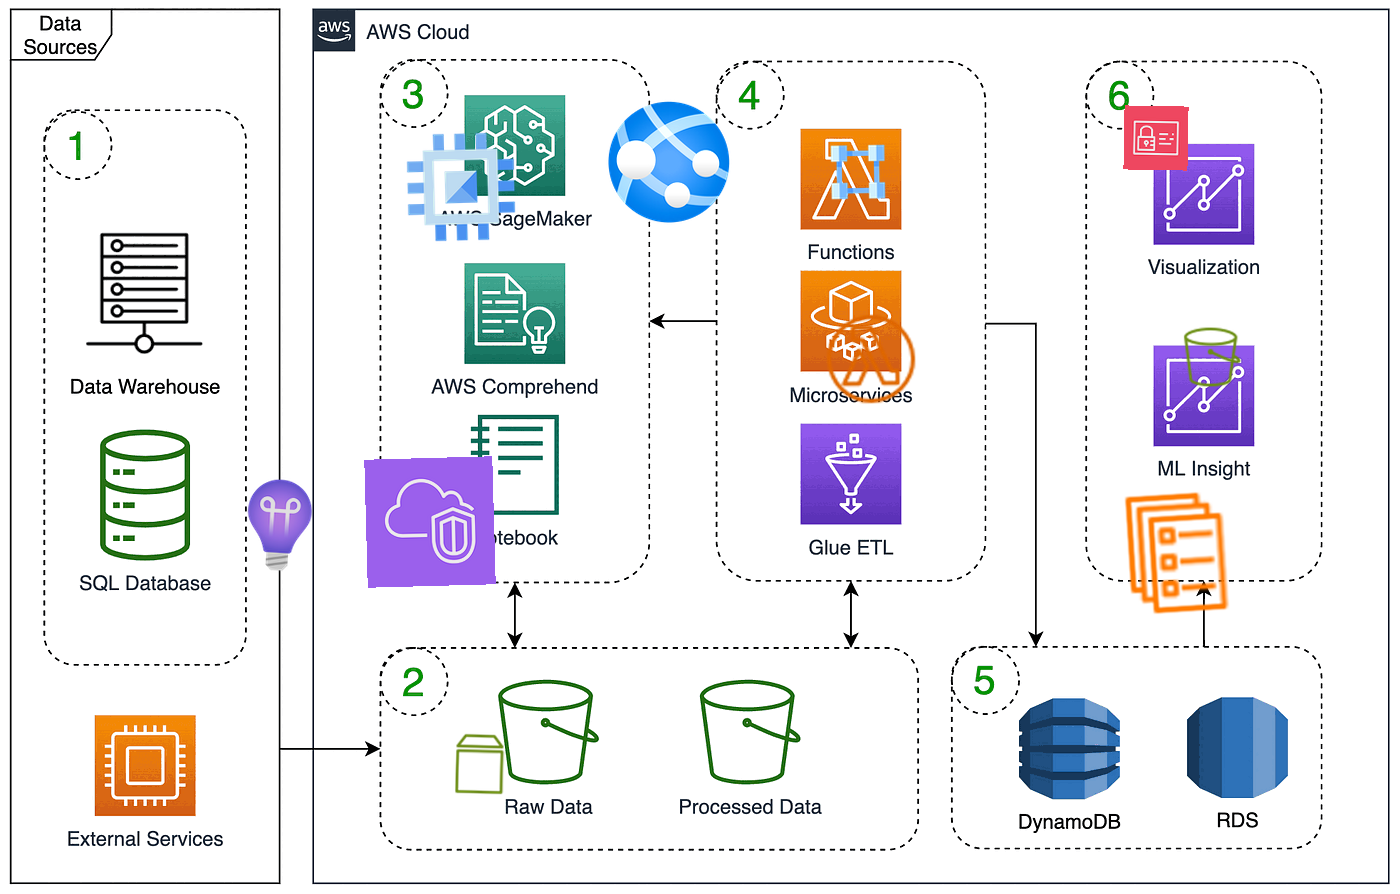 Data
Sources
aws
AWS Cloud
1
Data Warehouse
SQL Database
External Services
3
AWS SageMaker
AWS Comprehend
otebook
4
Functions
Microservices
Glue ETL
6
Visualization
ML Insight
2
Raw Data
Processed Data
5
DynamoDB
RDS